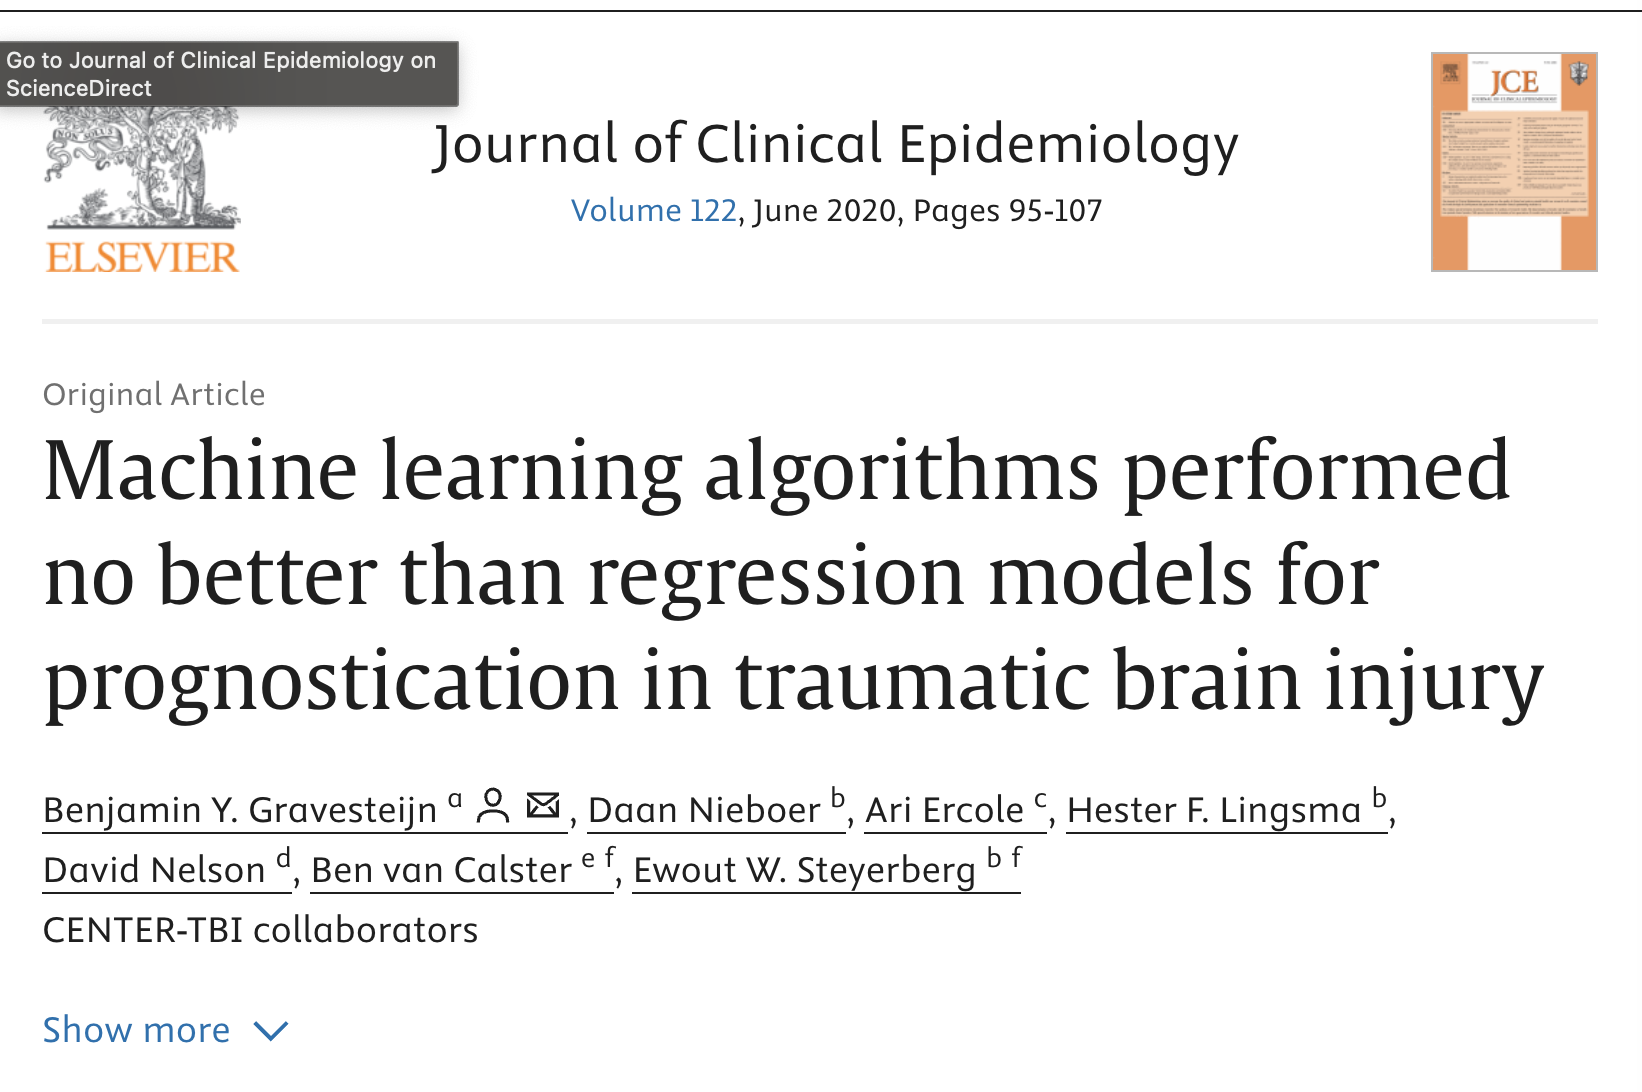 Go to Journal of Clinical Epidemiology on
ScienceDirect
NON SOLUS
ELSEVIER
Journal of Clinical Epidemiology
Volume 122, June 2020, Pages 95-107
JCE
Original Article
Machine learning algorithms performed
no better than regression models for
prognostication in traumatic brain injury
Benjamin Y. Gravesteijn a, Daan Nieboer b, Ari Ercole c, Hester F. Lingsma b,
David Nelson d, Ben van Calster e f, Ewout W. Steyerberg b f
CENTER-TBI collaborators
Show more